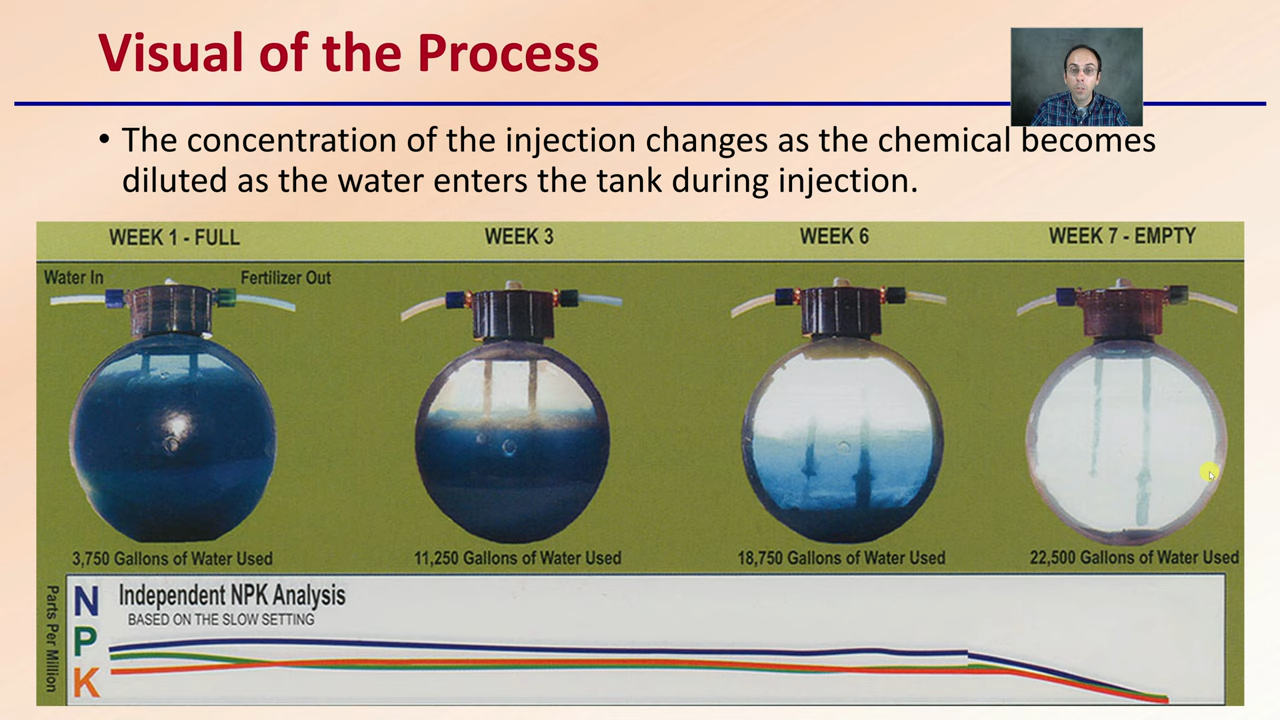 Visual of the Process
• The concentration of the injection changes as the chemical becomes
diluted as the water enters the tank during injection.
WEEK 1 - FULL
WEEK 3
WEEK 6
WEEK 7 - EMPTY
Water In
Fertilizer Out
3,750 Gallons of Water Used
11,250 Gallons of Water Used
18,750 Gallons of Water Used
22,500 Gallons of Water Used
Parts Per Million
N
P
K
Independent NPK Analysis
BASED ON THE SLOW SETTING